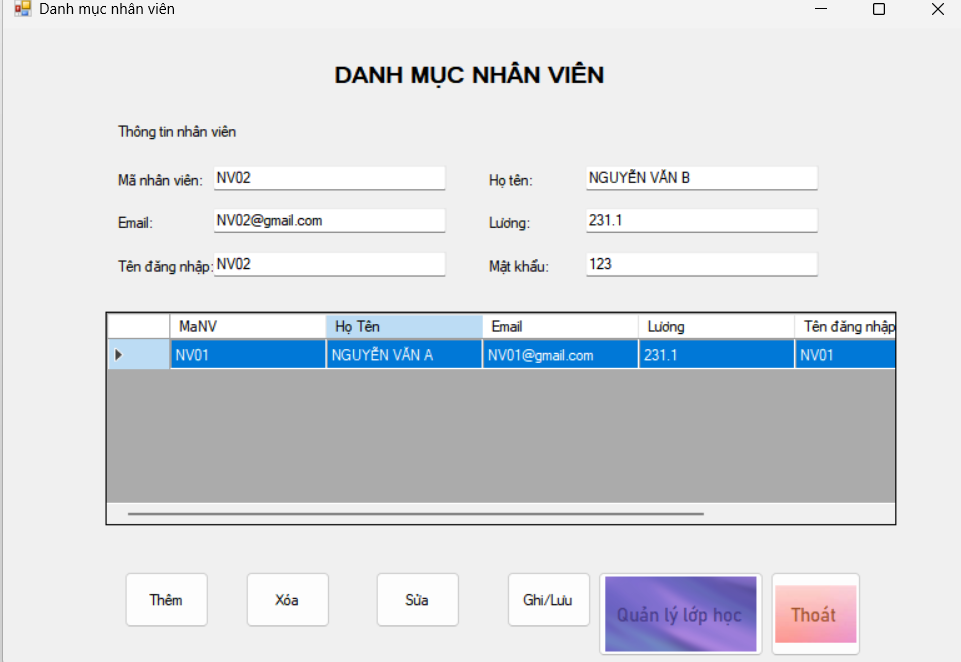 Danh mục nhân viên
DANH MỤC NHÂN VIÊN
Thông tin nhân viên
Mã nhân viên: NV02 Họ tên: NGUYỄN VĂN B
Email: NV02@gmail.com Lương: 231.1
Tên đăng nhập: NV02 Mật khẩu: 123
MaNV Họ Tên Email Lương Tên đăng nhập
NV01 NGUYỄN VĂN A NV01@gmail.com 231.1 NV01
Thêm Xóa Sửa Ghi/Lưu Quản lý lớp học Thoát